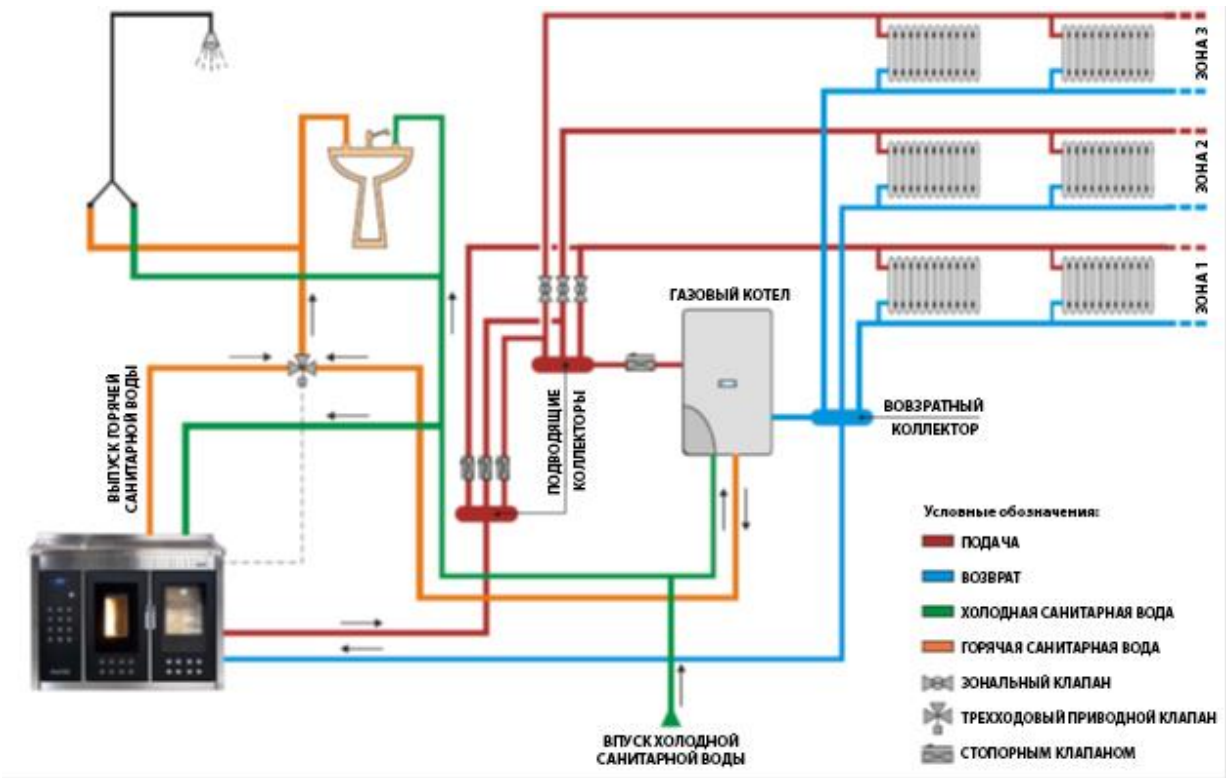 ЗОНА 3
ЗОНА 2
ЗОНА 1
ГАЗОВЫЙ КОТЕЛ
ВЫПУСК ГОРЯЧЕЙ
САНИТАРНОЙ ВОДЫ
ПОДВОДЯЩИЕ
КОЛЛЕКТОРЫ
ВОВЗРАТНЫЙ
КОЛЛЕКТОР
Условные обозначения:
ПОДАЧА
ВОЗВРАТ
ХОЛОДНАЯ САНИТАРНАЯ ВОДА
ГОРЯЧАЯ САНИТАРНАЯ ВОДА
ЗОНАЛЬНЫЙ КЛАПАН
ТРЕХХОДОВЫЙ ПРИВОДНОЙ КЛАПАН
СТОПОРНЫМ КЛАПАНОМ
ВПУСК ХОЛОДНОЙ
САНИТАРНОЙ ВОДЫ